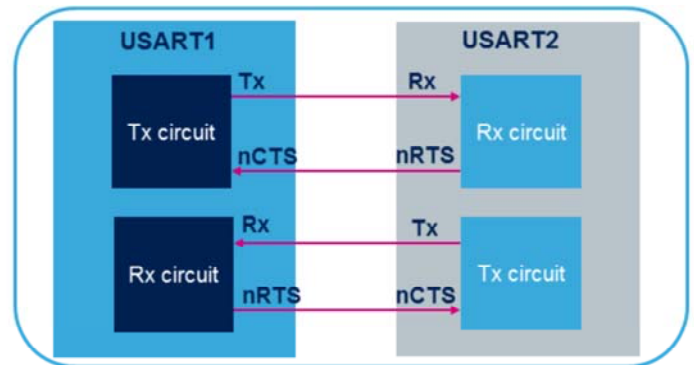 USART1
USART2
Tx
Rx
Tx circuit
Rx circuit
nCTS
nRTS
Rx
Tx
Rx circuit
Tx circuit
nRTS
nCTS